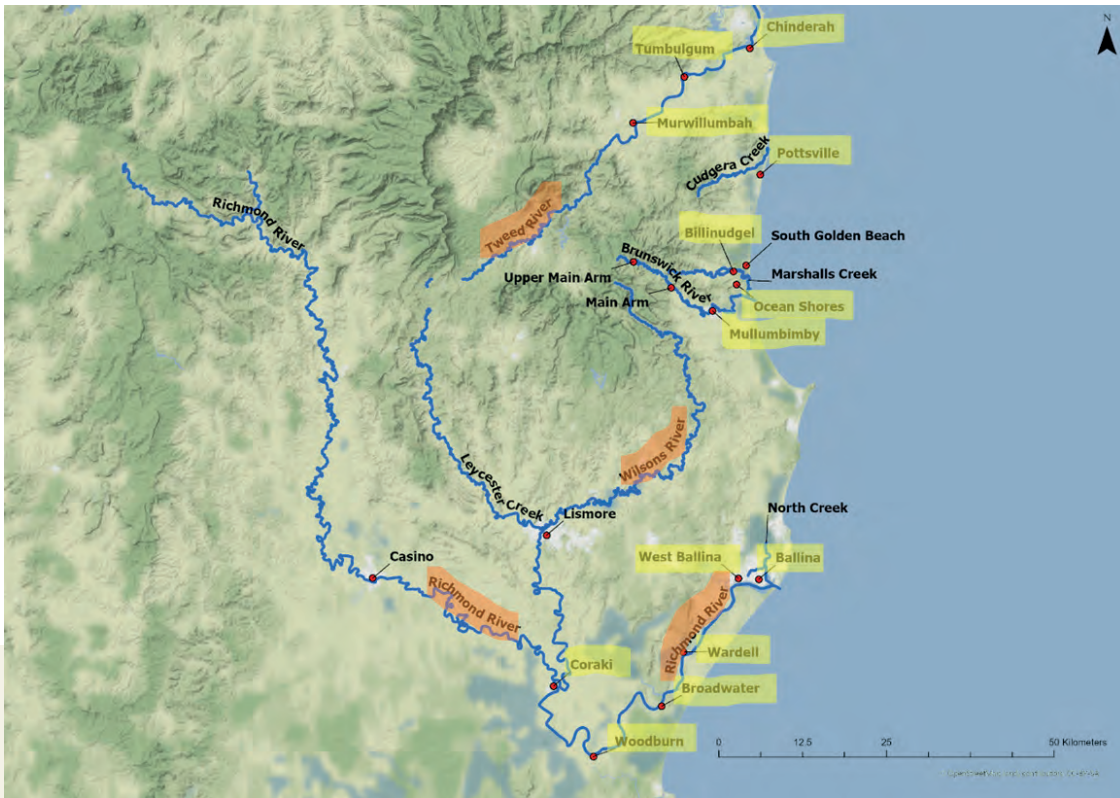 N
Chinderah
Tumbulgum
Murwillumbah
Cudgera Creek
Pottsville
Richmond River
Tweed River
Billinudgel
South Golden Beach
Brunswick River
Upper Main Arm
Marshalls Creek
Main Arm
Ocean Shores
Mullumbimby
Wilsons River
Leycester Creek
Lismore
North Creek
Casino
West Ballina
Ballina
Richmond River
Richmond River
Wardell
Coraki
Broadwater
Woodburn
0 12.5 25 50 Kilometers